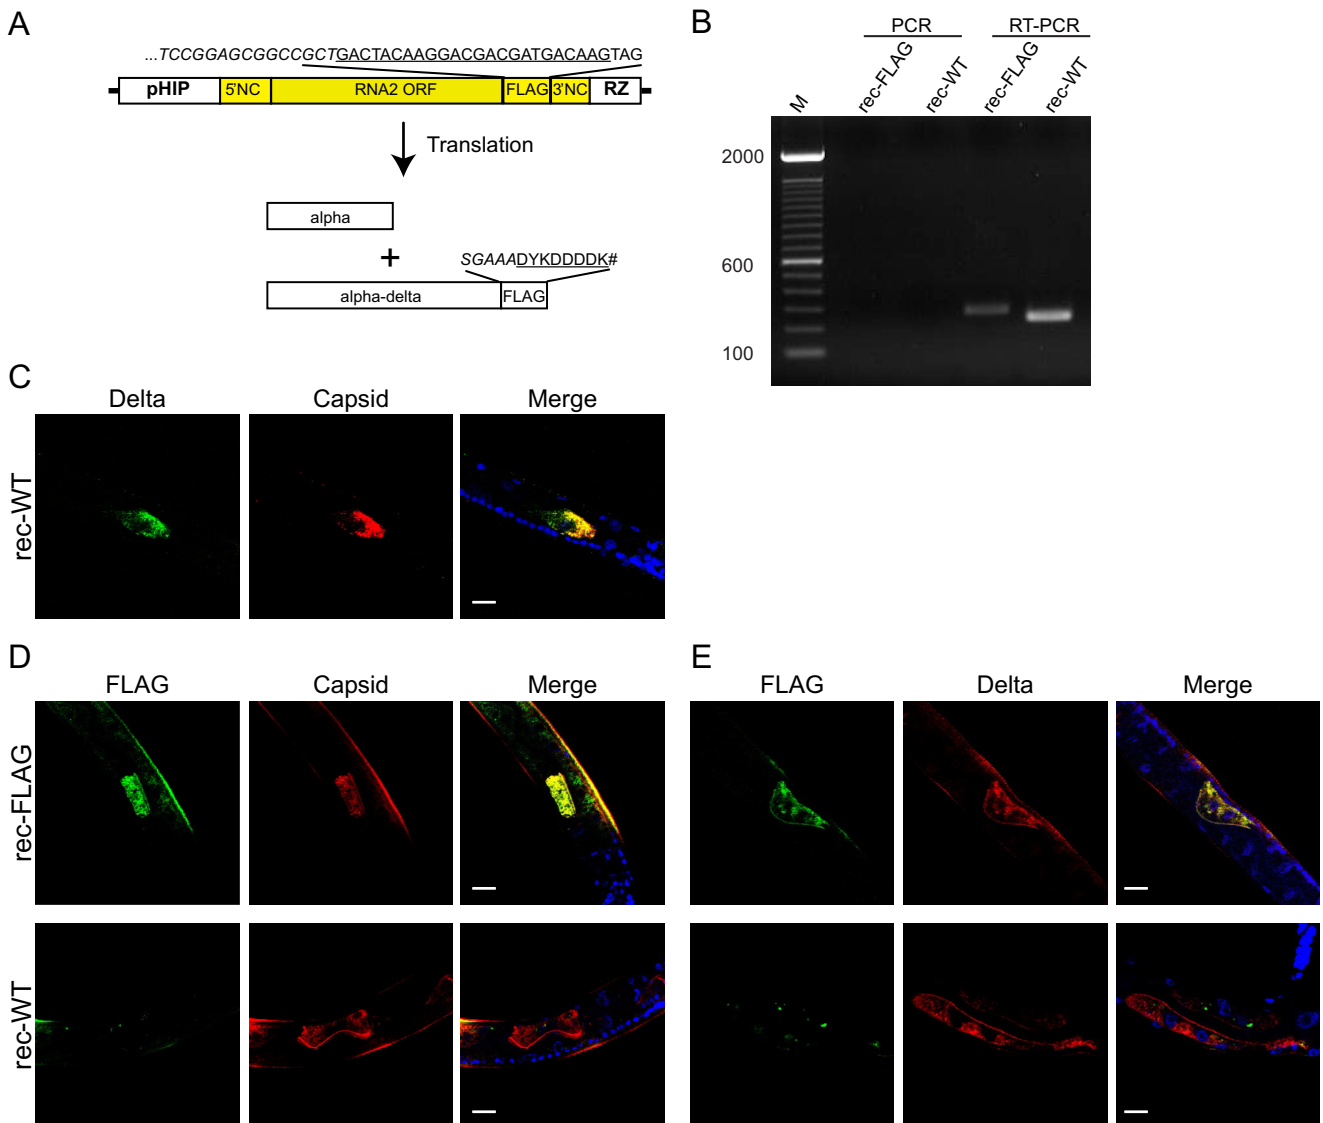 A
...TCCGGAGCGGCCGCTGACTACAAGGACGACGATGACAAGTAG
pHIP 5'NC RNA2 ORF FLAG 3'NC RZ
Translation
alpha
+
SGAAADYKDDDDK#
alpha-delta FLAG
B
PCR RT-PCR
M rec-FLAG rec-WT rec-FLAG rec-WT
2000
600
100
C
Delta Capsid Merge
rec-WT
D
FLAG Capsid Merge
rec-FLAG
rec-WT
E
FLAG Delta Merge